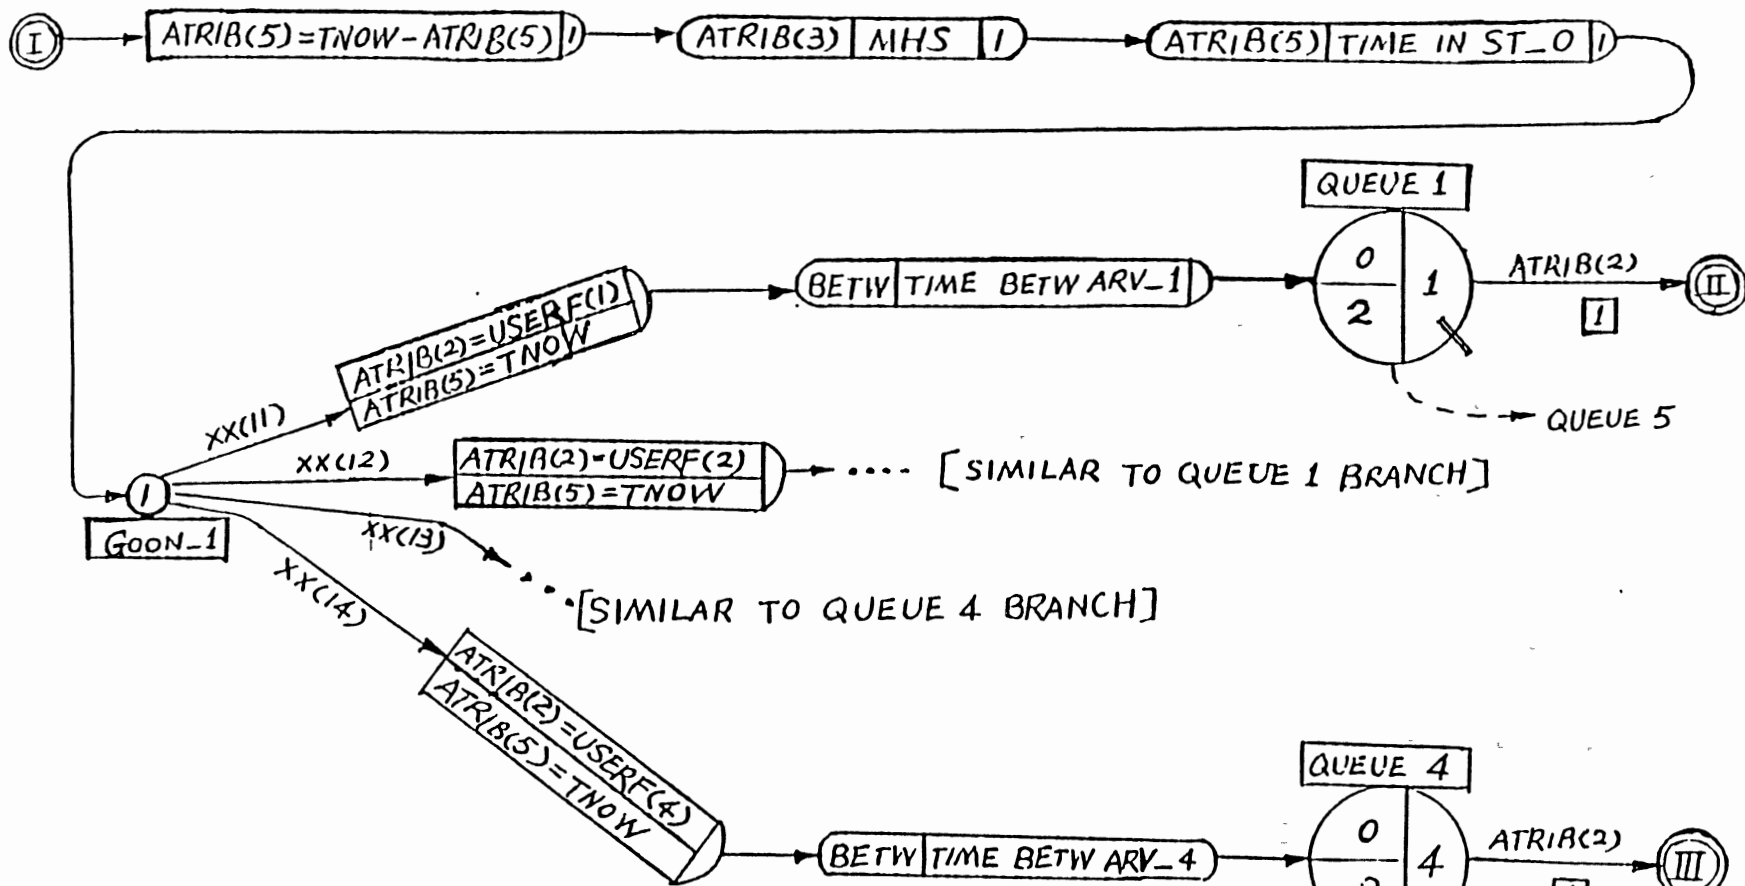 I
ATRIB(5)=TNOW-ATRIB(5) 1
ATRIB(3) MHS 1
ATRIB(5) TIME IN ST_0 1
QUEUE 1
0
2
1
ATRIB(2)
1
II
QUEUE 5
BETW TIME BETW ARV_1
ATRIB(2)=USERF(1)
ATRIB(5)=TNOW
XX(11)
XX(12)
ATRIB(2)=USERF(2)
ATRIB(5)=TNOW
.... [SIMILAR TO QUEUE 1 BRANCH]
1
GOON_1
XX(13)
[SIMILAR TO QUEUE 4 BRANCH]
XX(14)
ATRIB(2)=USERF(4)
ATRIB(5)=TNOW
BETW TIME BETW ARV_4
QUEUE 4
0
4
ATRIB(2)
III